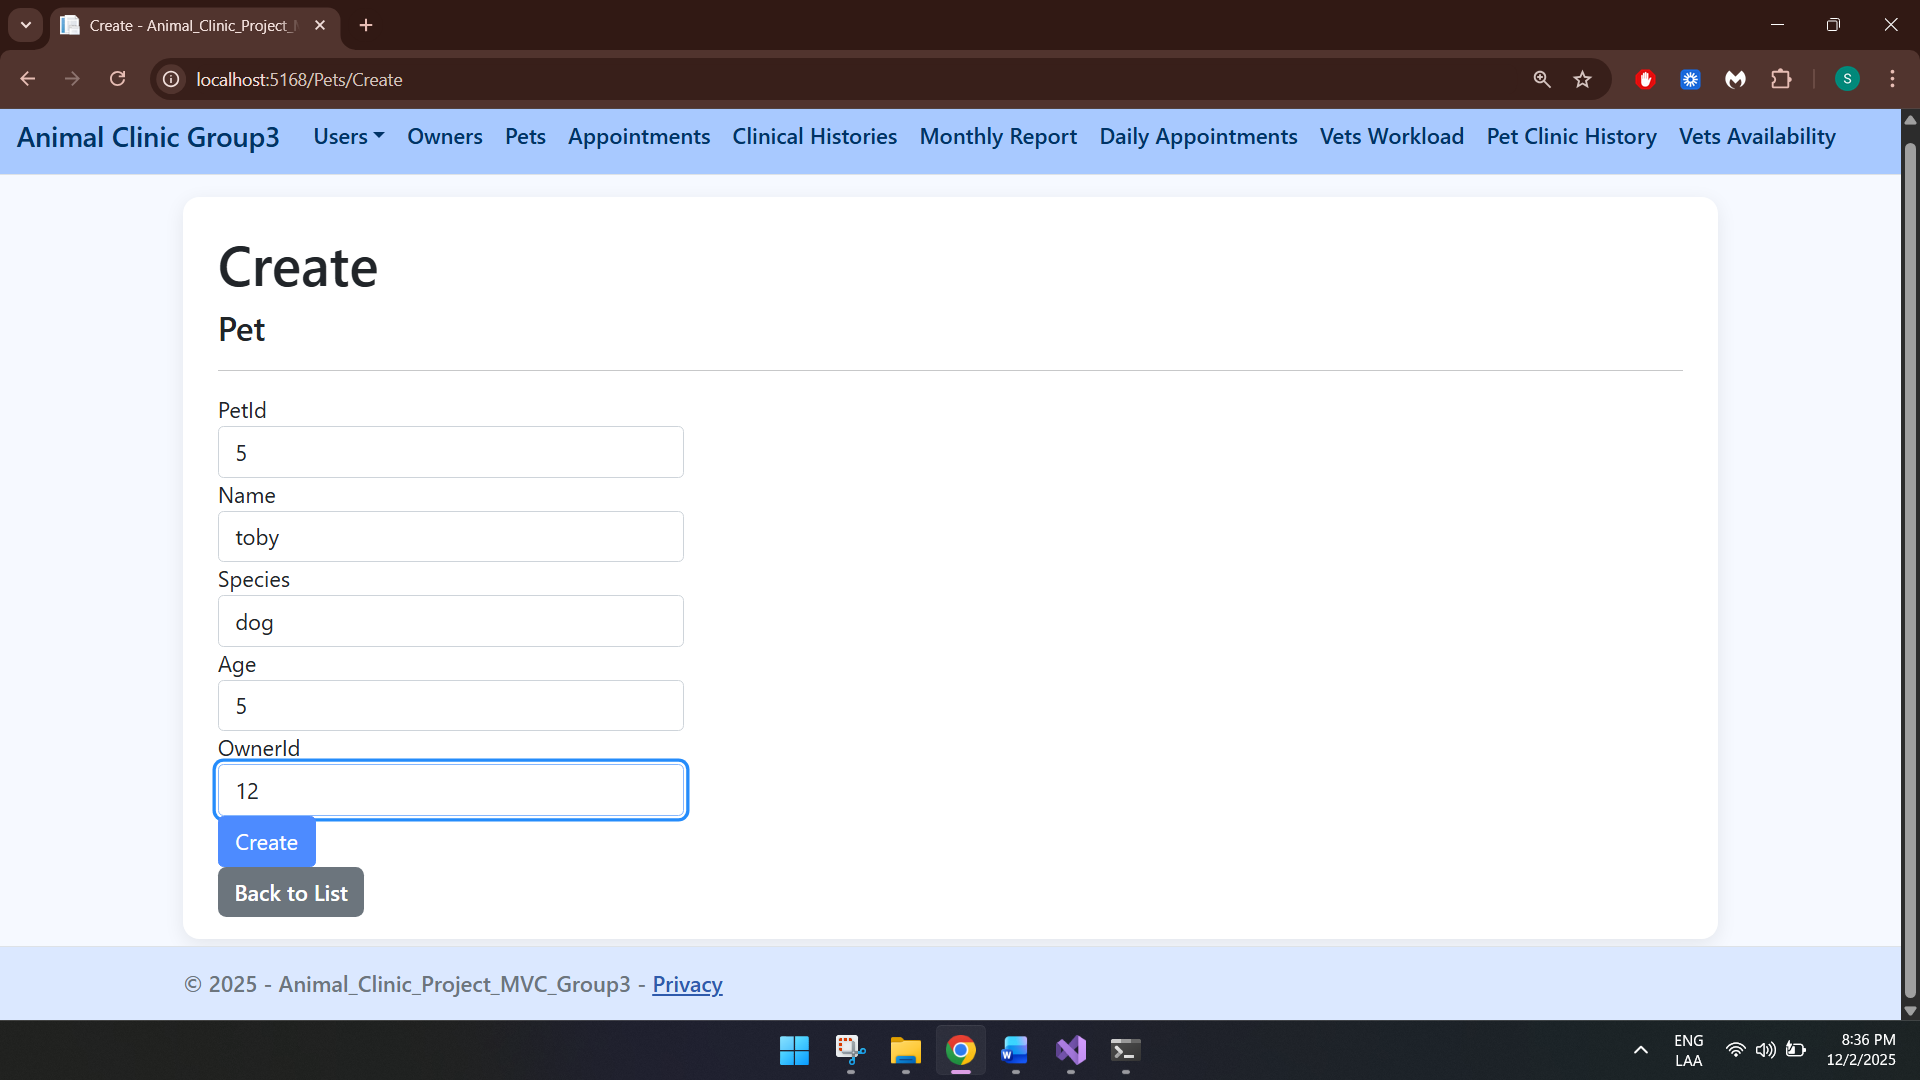 Create - Animal_Clinic_Project_
localhost:5168/Pets/Create
S
Animal Clinic Group3 Users Owners Pets Appointments Clinical Histories Monthly Report Daily Appointments Vets Workload Pet Clinic History Vets Availability
Create
Pet
PetId
5
Name
toby
Species
dog
Age
5
OwnerId
12
Create
Back to List
© 2025 - Animal_Clinic_Project_MVC_Group3 - Privacy
ENG
LAA
8:36 PM
12/2/2025